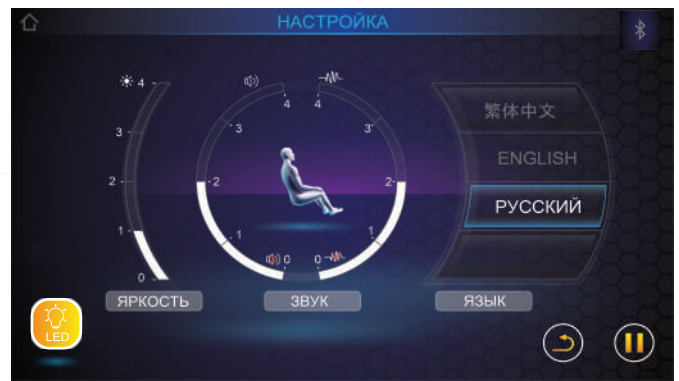 НАСТРОЙКА
4 4 4
3 3 3
2 2 2
1 1 1
0 0 0
繁体中文
ENGLISH
РУССКИЙ
ЯРКОСТЬ ЗВУК ЯЗЫК
LED